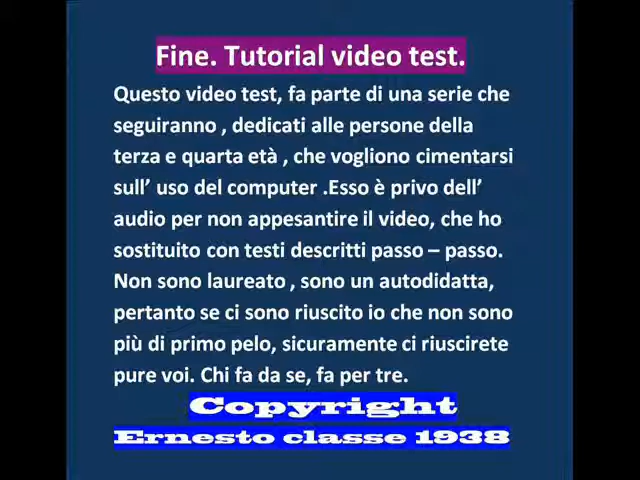 Fine. Tutorial video test.
Questo video test, fa parte di una serie che
seguiranno , dedicati alle persone della
terza e quarta età , che vogliono cimentarsi
sull’ uso del computer .Esso è privo dell’
audio per non appesantire il video, che ho
sostituito con testi descritti passo – passo.
Non sono laureato , sono un autodidatta,
pertanto se ci sono riuscito io che non sono
più di primo pelo, sicuramente ci riuscirete
pure voi. Chi fa da se, fa per tre.
Copyright
Ernesto classe 1938